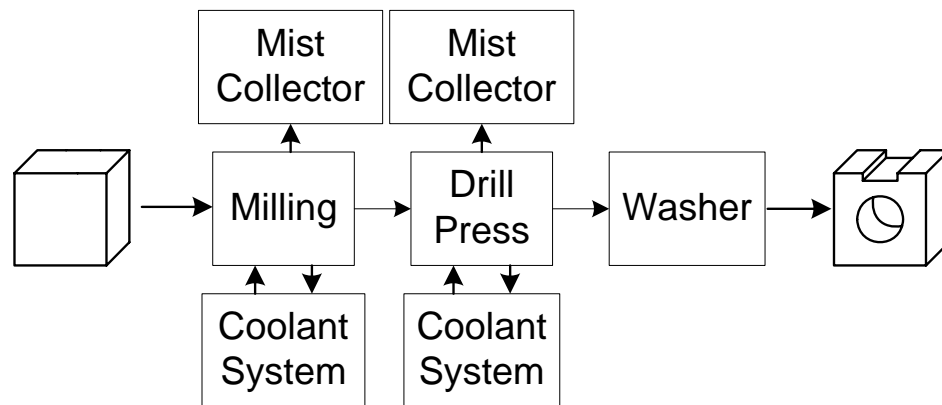 Mist
Collector
Mist
Collector
Milling
Drill
Press
Washer
Coolant
System
Coolant
System